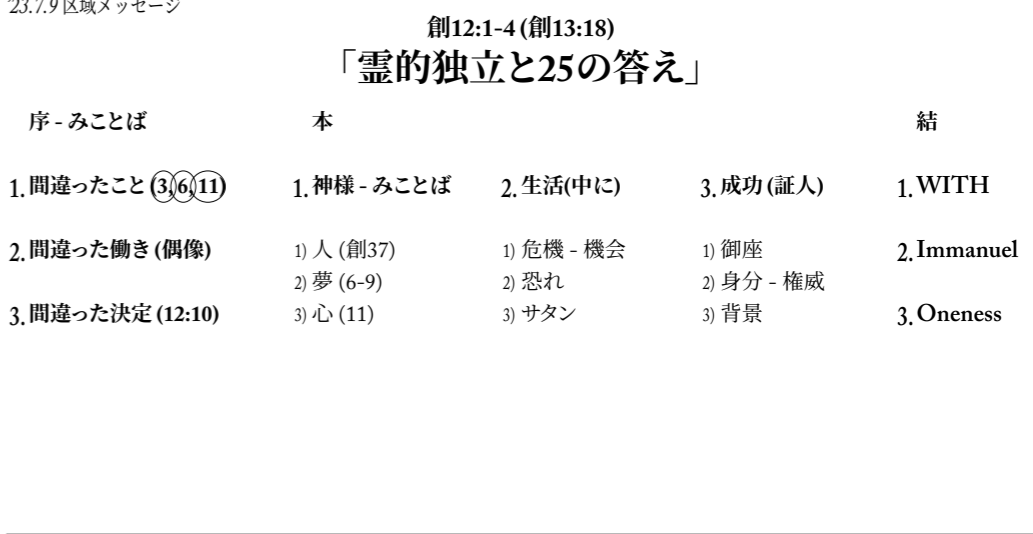 '23.7.9 区域メッセージ
創12:1-4 (創13:18)
「霊的独立と25の答え」
序 - みことば
1. 間違ったこと (3,6,11)
2. 間違った働き (偶像)
3. 間違った決定 (12:10)
本
1. 神様 - みことば
1) 人 (創37)
2) 夢 (6-9)
3) 心 (11)
2. 生活(中に)
1) 危機 - 機会
2) 恐れ
3) サタン
3. 成功 (証人)
1) 御座
2) 身分 - 権威
3) 背景
結
1. WITH
2. Immanuel
3. Oneness